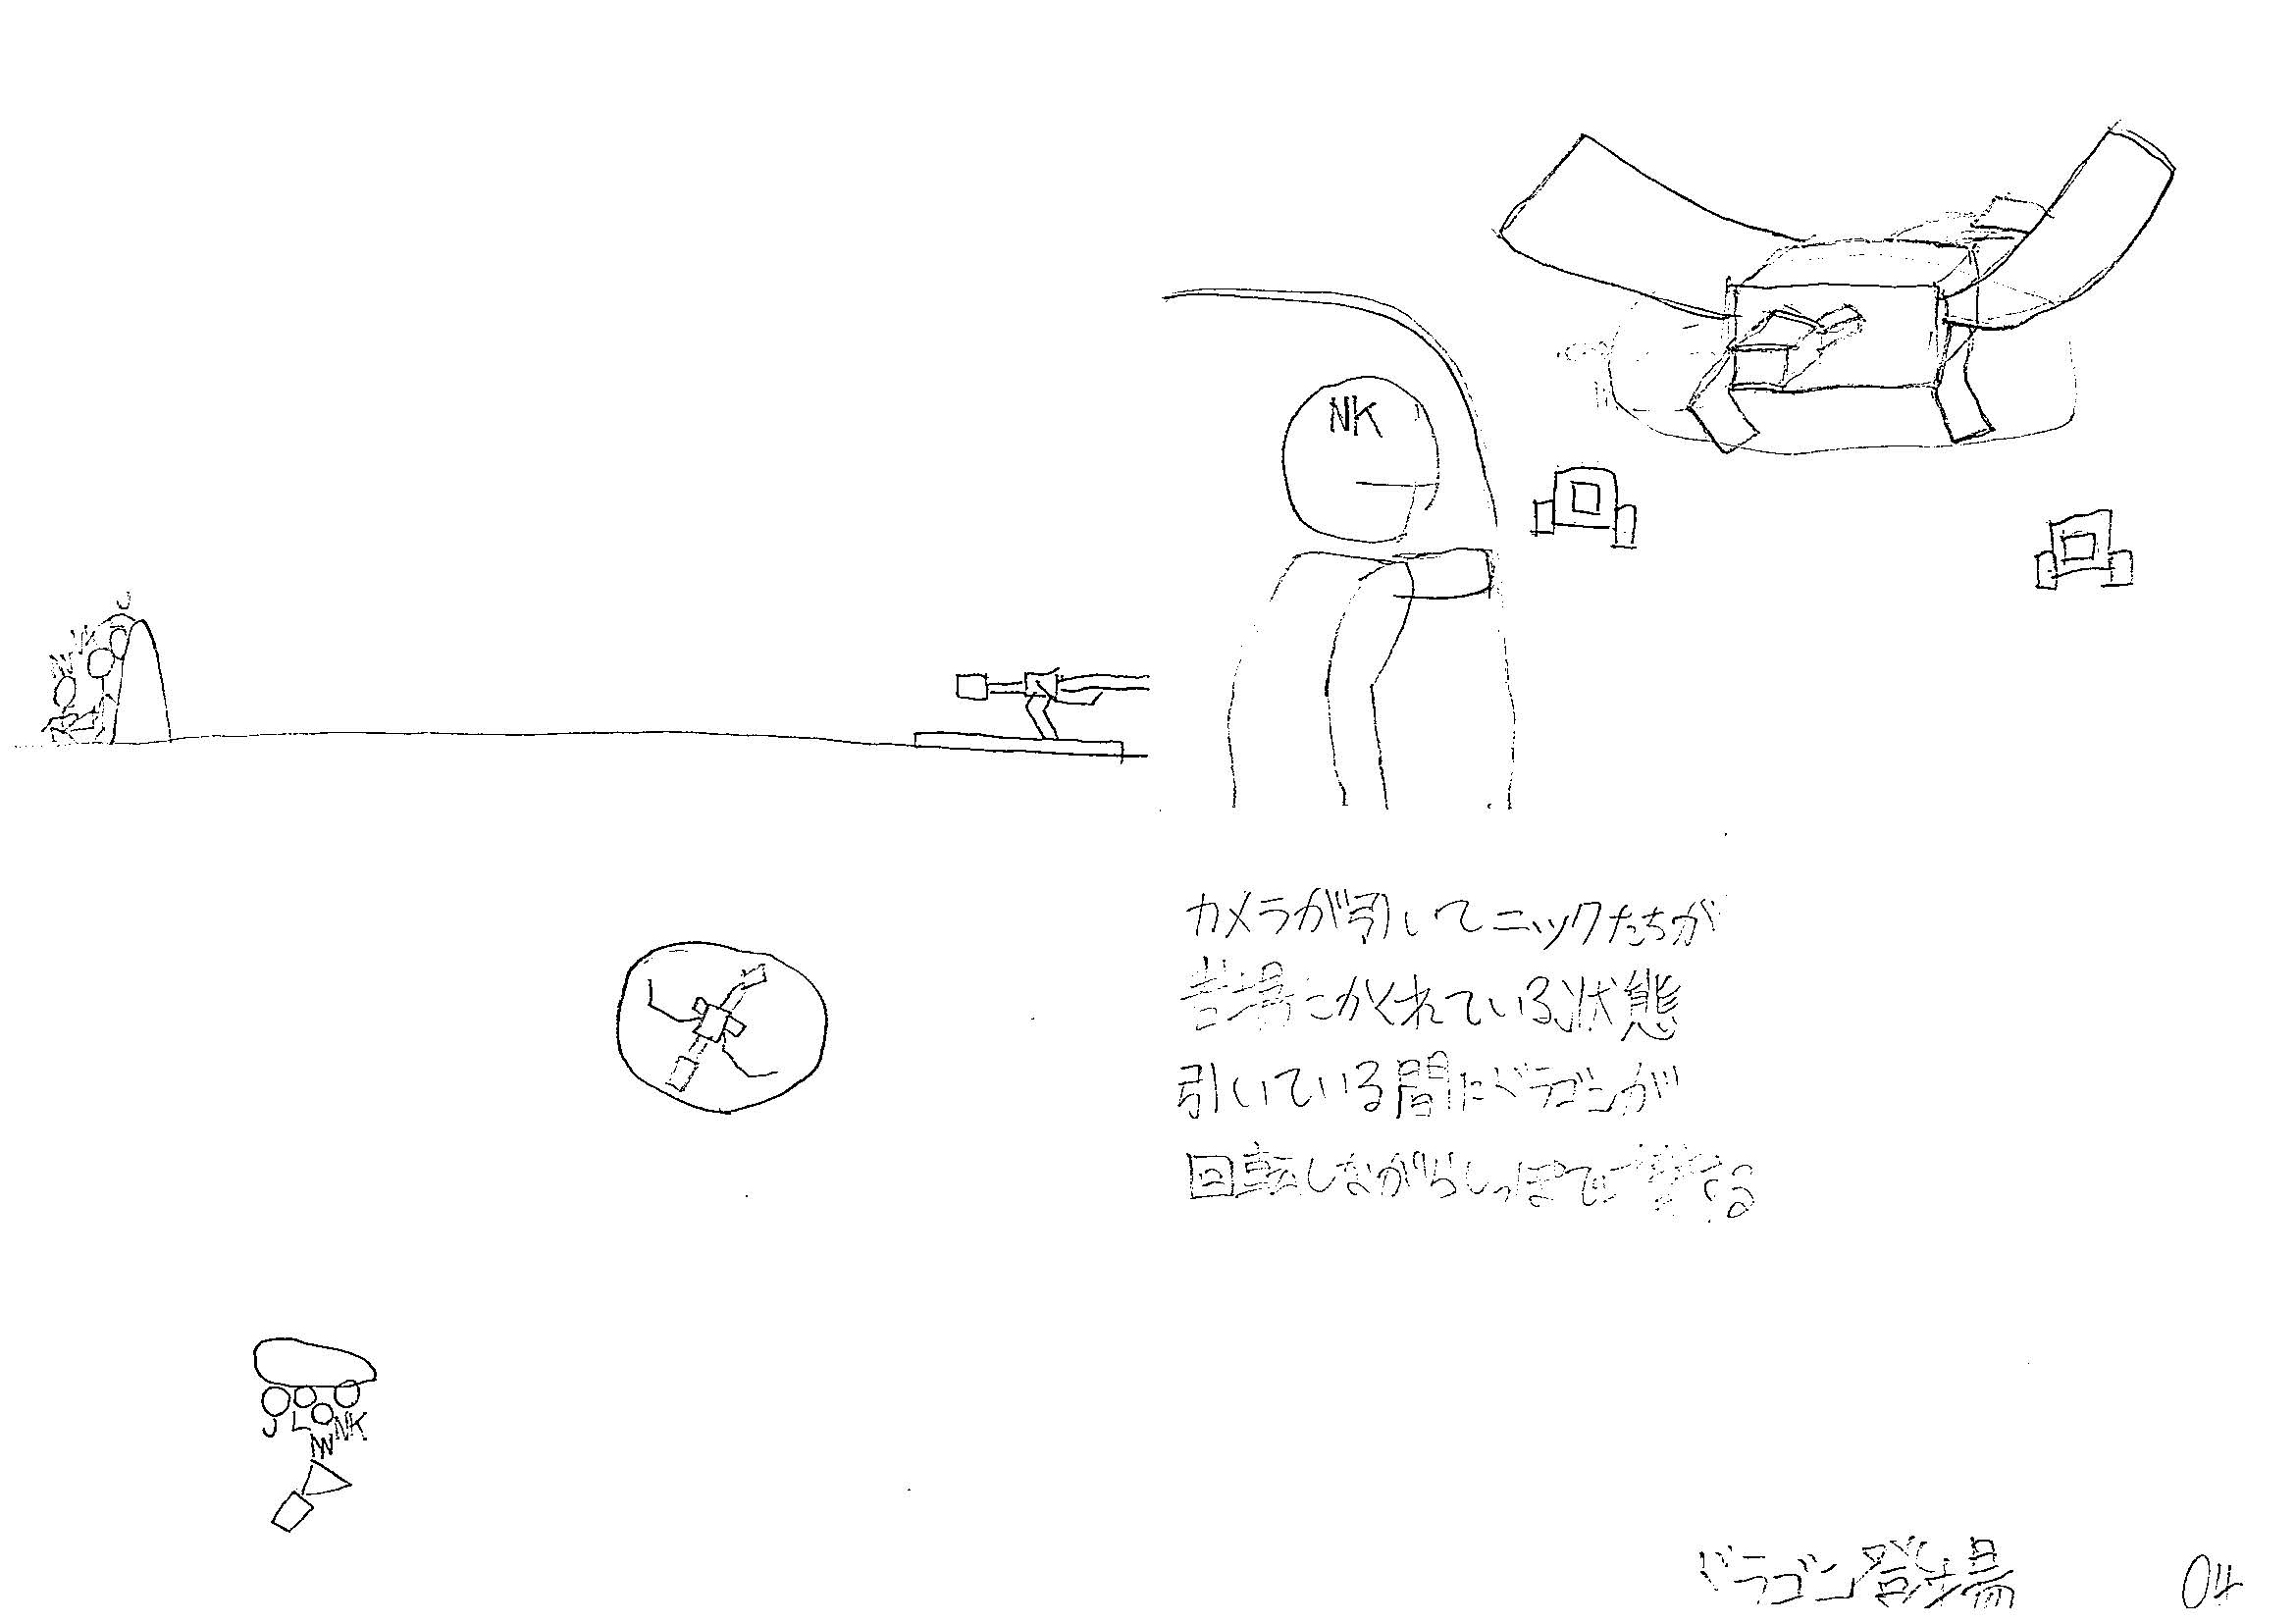 J
NK
N
NK
カメラが引いてニックたちが
岩場にかくれている状態
引いている間にドラゴンが
回転しながらしっぽで撃する
J L NK
N
ドラゴン登場 04